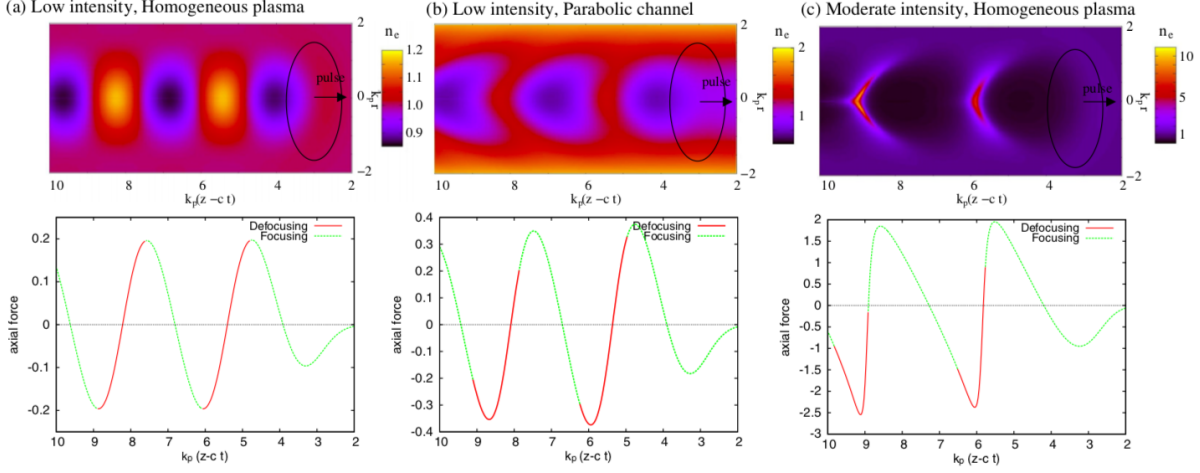 (a) Low intensity, Homogeneous plasma
2
n_e
1.2
1.1
1.0
0.9
pulse
0
k_p r
-2
10
8
6
4
2
k_p(z -c t)
(b) Low intensity, Parabolic channel
2
n_e
2
1
pulse
0
k_p r
-2
10
8
6
4
2
k_p(z -c t)
(c) Moderate intensity, Homogeneous plasma
2
n_e
10
5
1
pulse
0
k_p r
-2
10
8
6
4
2
k_p(z -c t)
Defocusing
Focusing
0.2
0.1
0
-0.1
-0.2
axial force
10 9 8 7 6 5 4 3 2
k_p (z-c t)
Defocusing
Focusing
0.4
0.3
0.2
0.1
0
-0.1
-0.2
-0.3
-0.4
axial force
10 9 8 7 6 5 4 3 2
k_p (z-c t)
Defocusing
Focusing
2
1.5
1
0.5
0
-0.5
-1
-1.5
-2
-2.5
-3
axial force
10 9 8 7 6 5 4 3 2
k_p (z-c t)